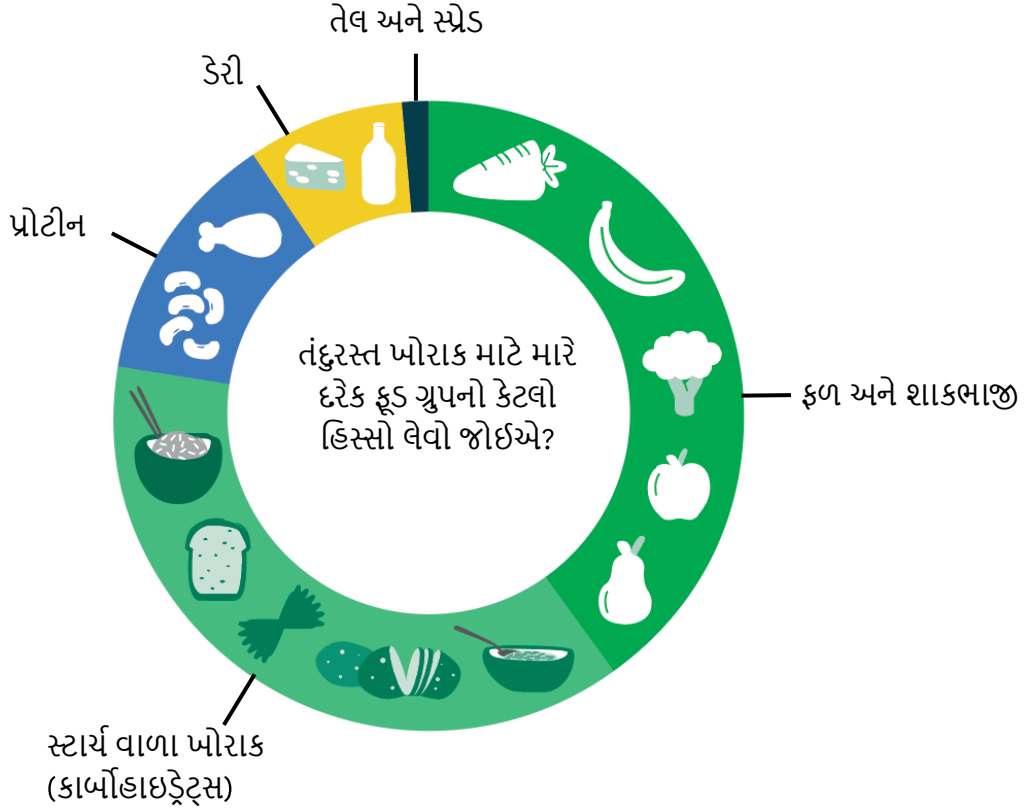 તેલ અને સ્પ્રેડ
ડેરી
પ્રોટીન
તંદુરસ્ત ખોરાક માટે મારે
દરેક ફૂડ ગ્રુપનો કેટલો
હિસ્સો લેવો જોઈએ?
ફળ અને શાકભાજી
સ્ટાર્ચ વાળા ખોરાક
(કાર્બોહાઇડ્રેટ્સ)